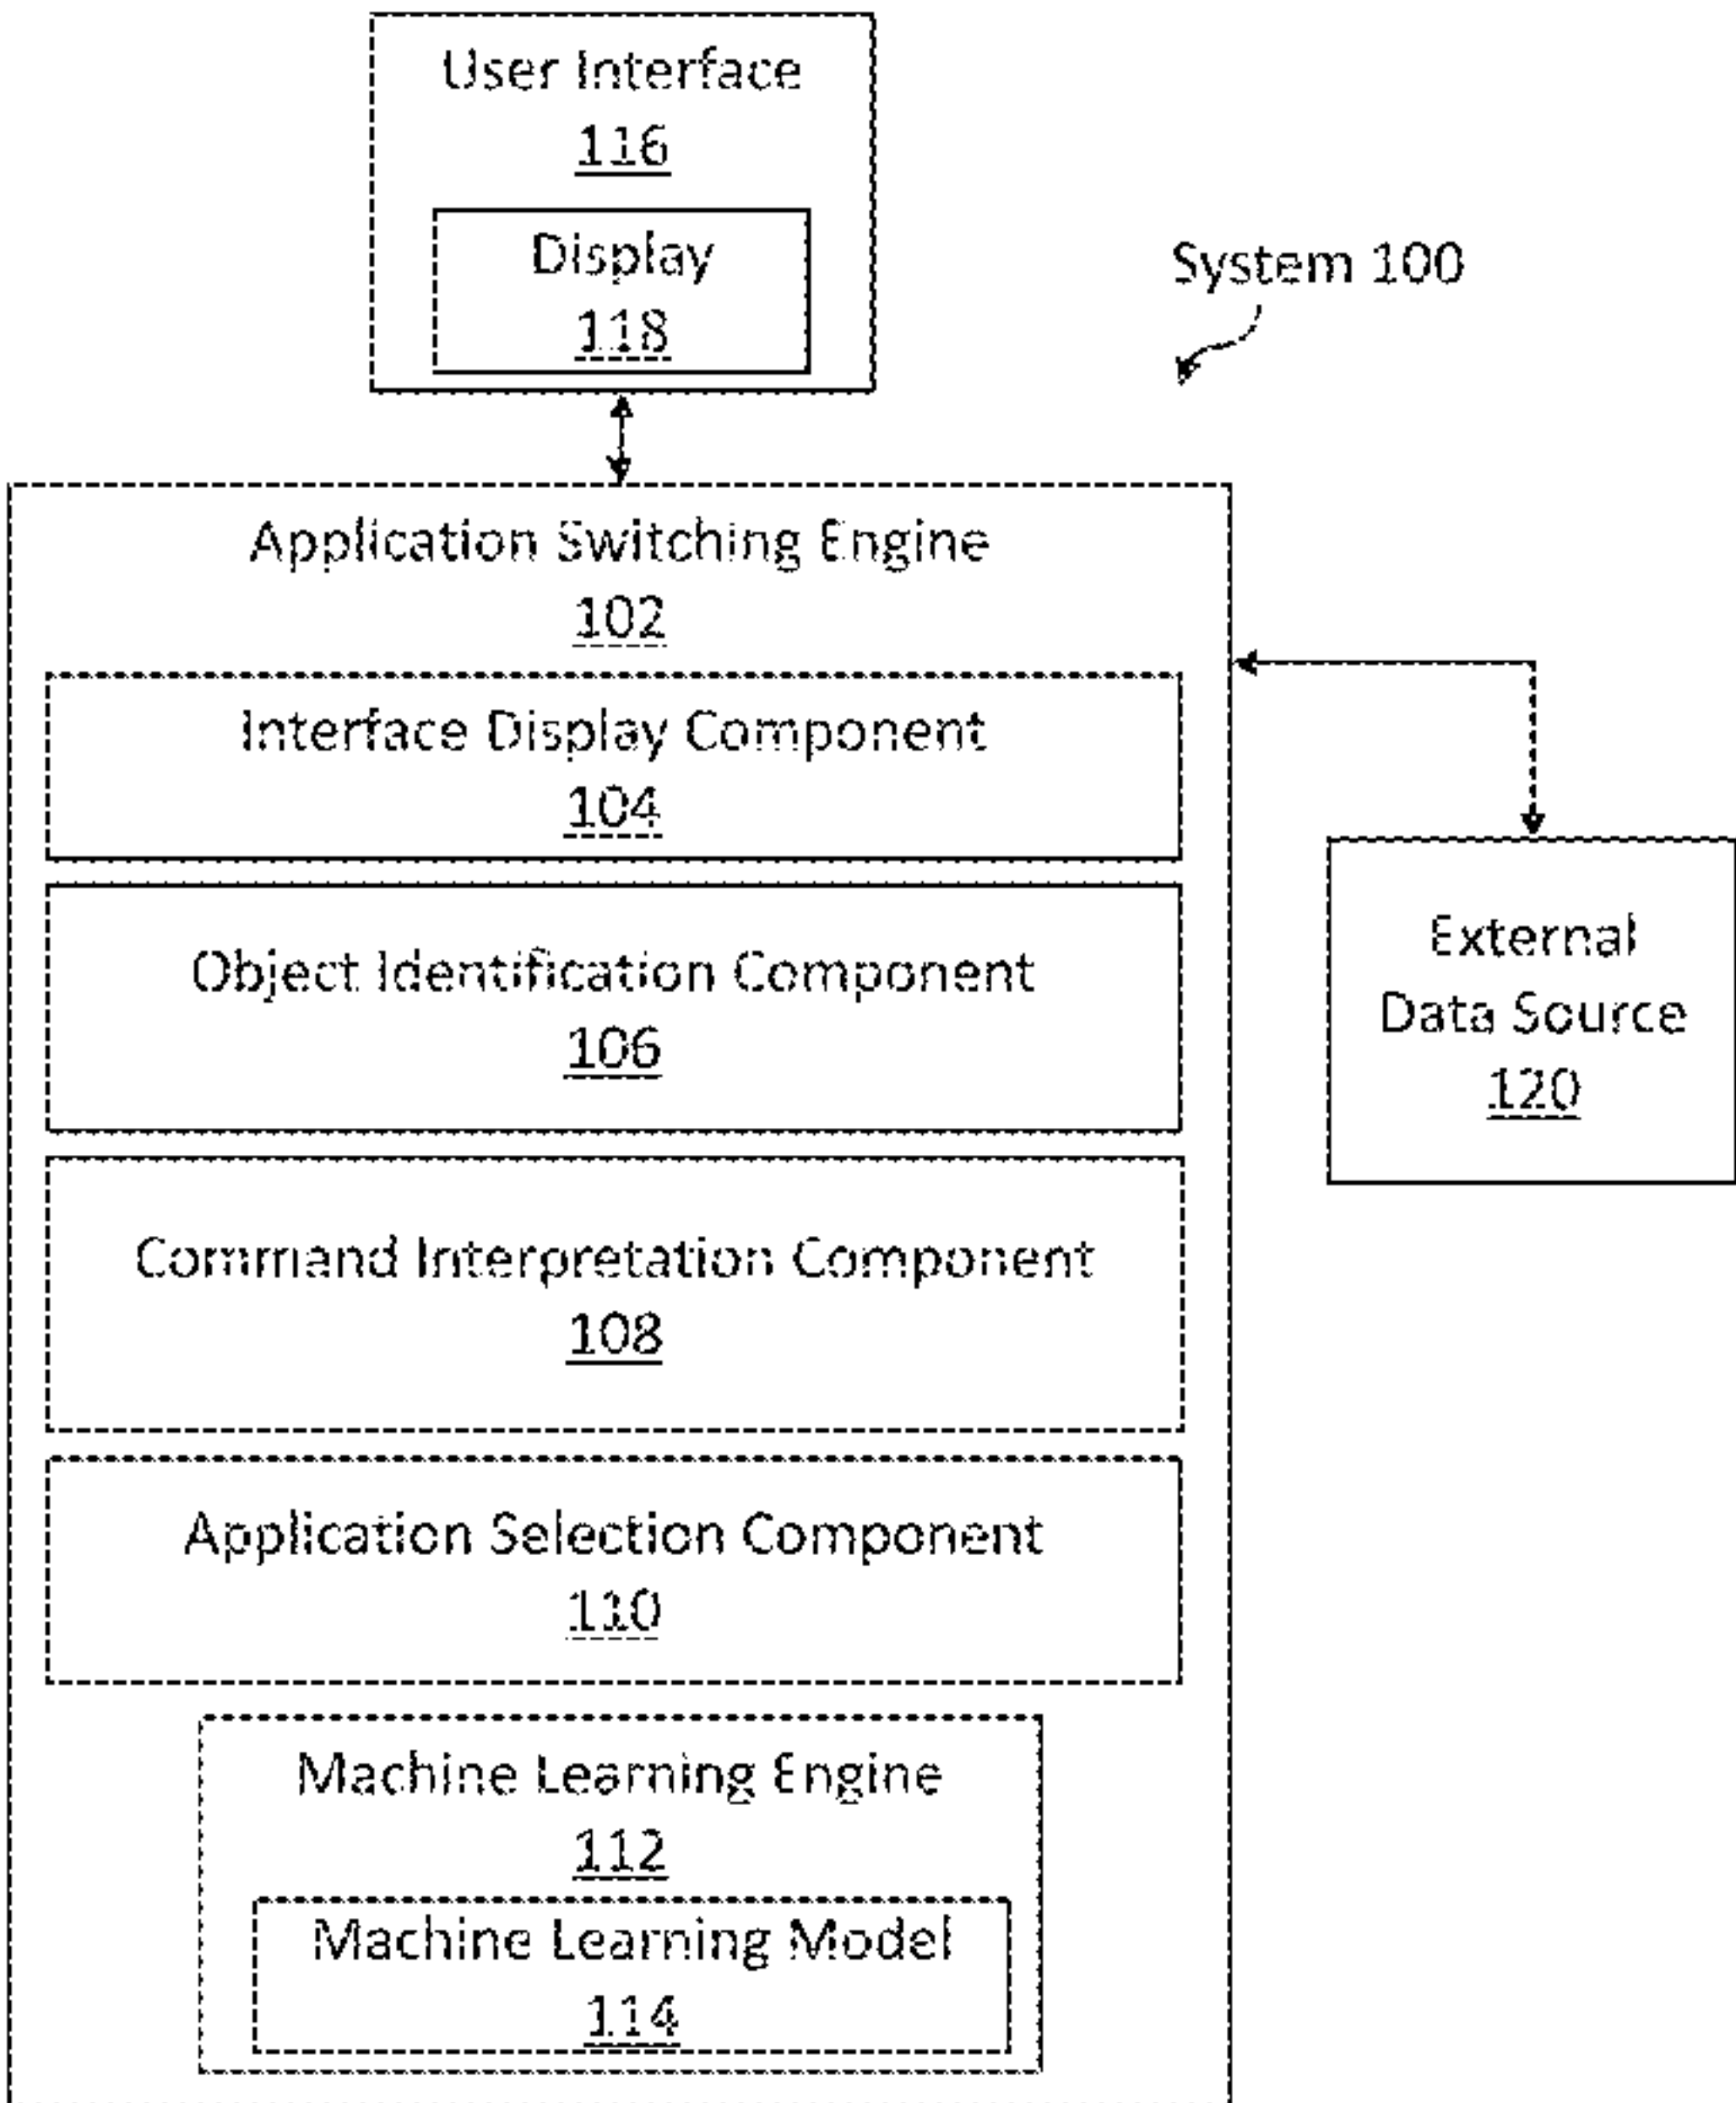 User Interface
116
Display
118
System 100
Application Switching Engine
102
Interface Display Component
104
Object Identification Component
106
External
Data Source
120
Command Interpretation Component
108
Application Selection Component
110
Machine Learning Engine
112
Machine Learning Model
114